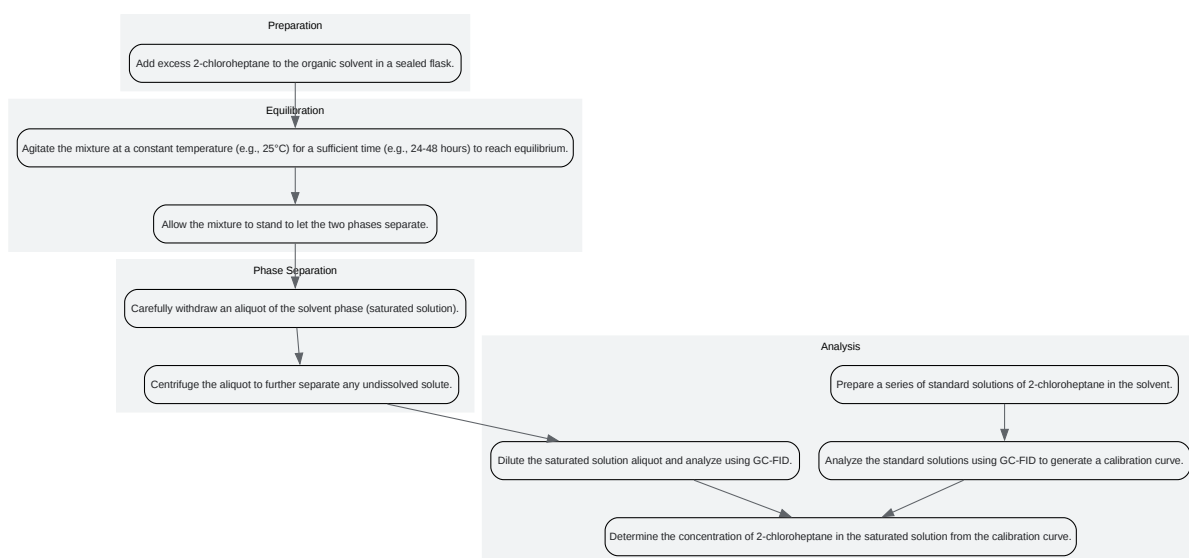 Preparation
Add excess 2-chloroheptane to the organic solvent in a sealed flask.
Equilibration
Agitate the mixture at a constant temperature (e.g., 25°C) for a sufficient time (e.g., 24-48 hours) to reach equilibrium.
Allow the mixture to stand to let the two phases separate.
Phase Separation
Carefully withdraw an aliquot of the solvent phase (saturated solution).
Centrifuge the aliquot to further separate any undissolved solute.
Analysis
Prepare a series of standard solutions of 2-chloroheptane in the solvent.
Dilute the saturated solution aliquot and analyze using GC-FID.
Analyze the standard solutions using GC-FID to generate a calibration curve.
Determine the concentration of 2-chloroheptane in the saturated solution from the calibration curve.